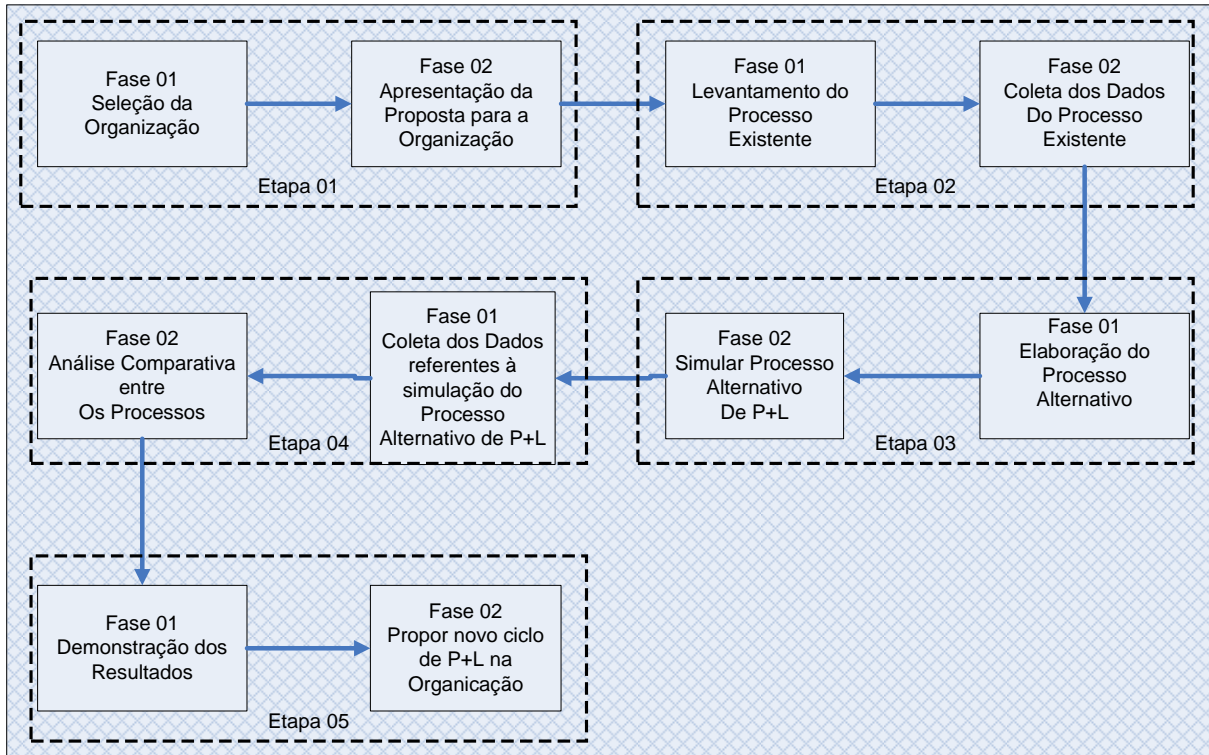 Fase 01
Seleção da
Organização
Fase 02
Apresentação da
Proposta para a
Organização
Etapa 01
Fase 01
Levantamento do
Processo
Existente
Fase 02
Coleta dos Dados
Do Processo
Existente
Etapa 02
Fase 01
Elaboração do
Processo
Alternativo
Fase 02
Simular Processo
Alternativo
De P+L
Etapa 03
Fase 01
Coleta dos Dados
referentes à
simulação do
Processo
Alternativo de P+L
Fase 02
Análise Comparativa
entre
Os Processos
Etapa 04
Fase 01
Demonstração dos
Resultados
Fase 02
Propor novo ciclo
de P+L na
Organicação
Etapa 05